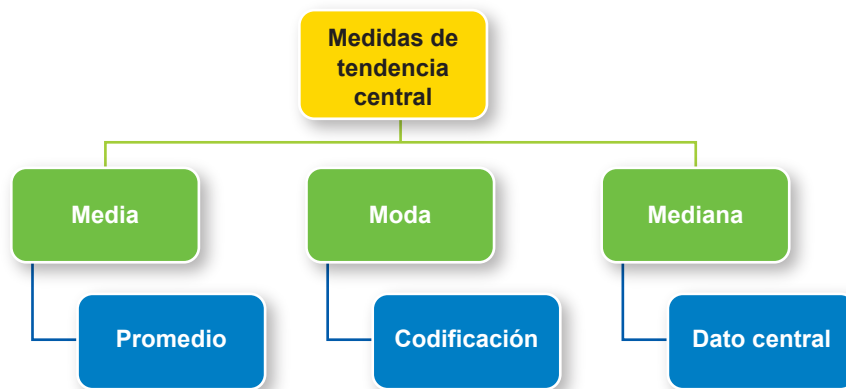 Medidas de
tendencia
central
Media
Moda
Mediana
Promedio
Codificación
Dato central